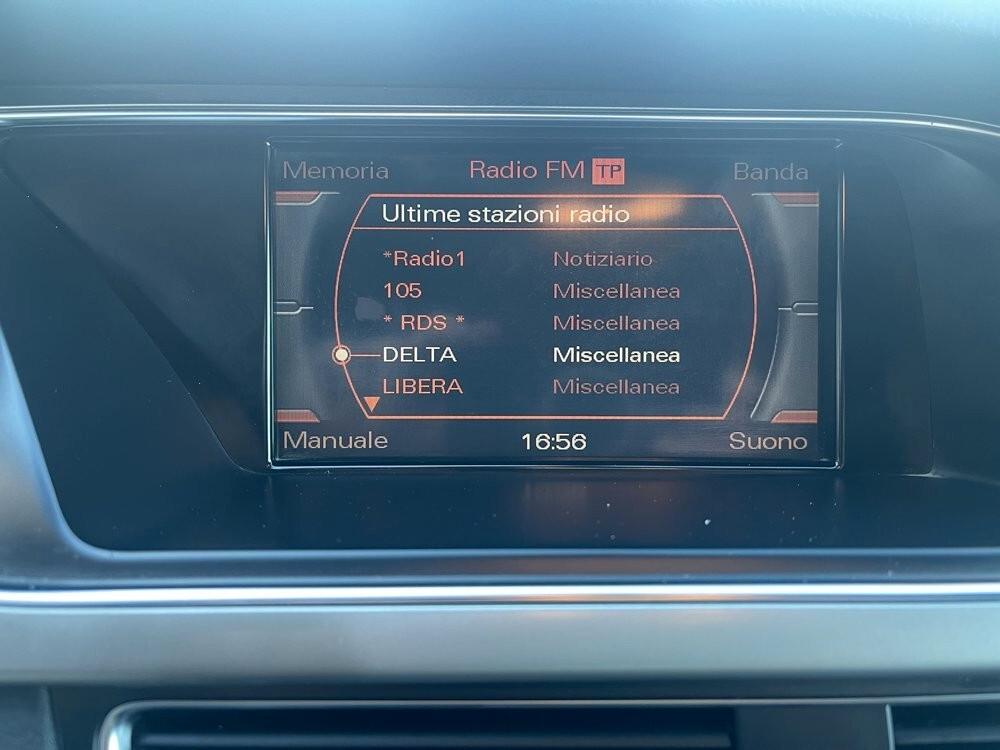 Memoria Radio FM TP Banda
Ultime stazioni radio
*Radio1 Notiziario
105 Miscellanea
* RDS * Miscellanea
DELTA Miscellanea
LIBERA Miscellanea
Manuale 16:56 Suono